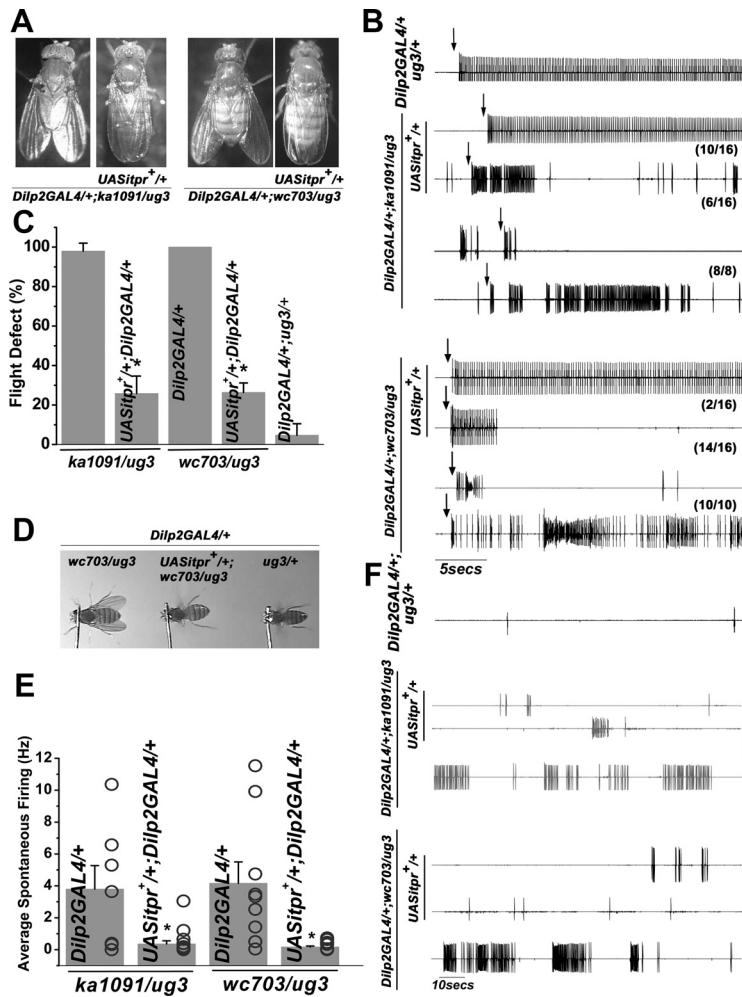 A
UASitpr+/+ UASitpr+/+
Dilp2GAL4/+;ka1091/ug3 Dilp2GAL4/+;wc703/ug3
B
Dilp2GAL4/+
ug3/+
Dilp2GAL4/+;ka1091/ug3
UASitpr+/+
(10/16)
(6/16)
(8/8)
Dilp2GAL4/+;wc703/ug3
UASitpr+/+
(2/16)
(14/16)
(10/10)
5secs
C
Flight Defect (%)
100
80
60
40
20
0
UASitpr+/+;Dilp2GAL4/+
*
Dilp2GAL4/+
UASitpr+/+;Dilp2GAL4/+
*
Dilp2GAL4/+;ug3/+
ka1091/ug3 wc703/ug3
D
Dilp2GAL4/+
wc703/ug3 UASitpr+/+; ug3/+
wc703/ug3
E
Average Spontaneous Firing (Hz)
12
10
8
6
4
2
0
Dilp2GAL4/+
UASitpr+/+;Dilp2GAL4/+
*
Dilp2GAL4/+
UASitpr+/+;Dilp2GAL4/+
*
ka1091/ug3 wc703/ug3
F
Dilp2GAL4/+;
ug3/+
Dilp2GAL4/+;ka1091/ug3
UASitpr+/+
Dilp2GAL4/+;wc703/ug3
UASitpr+/+
10secs